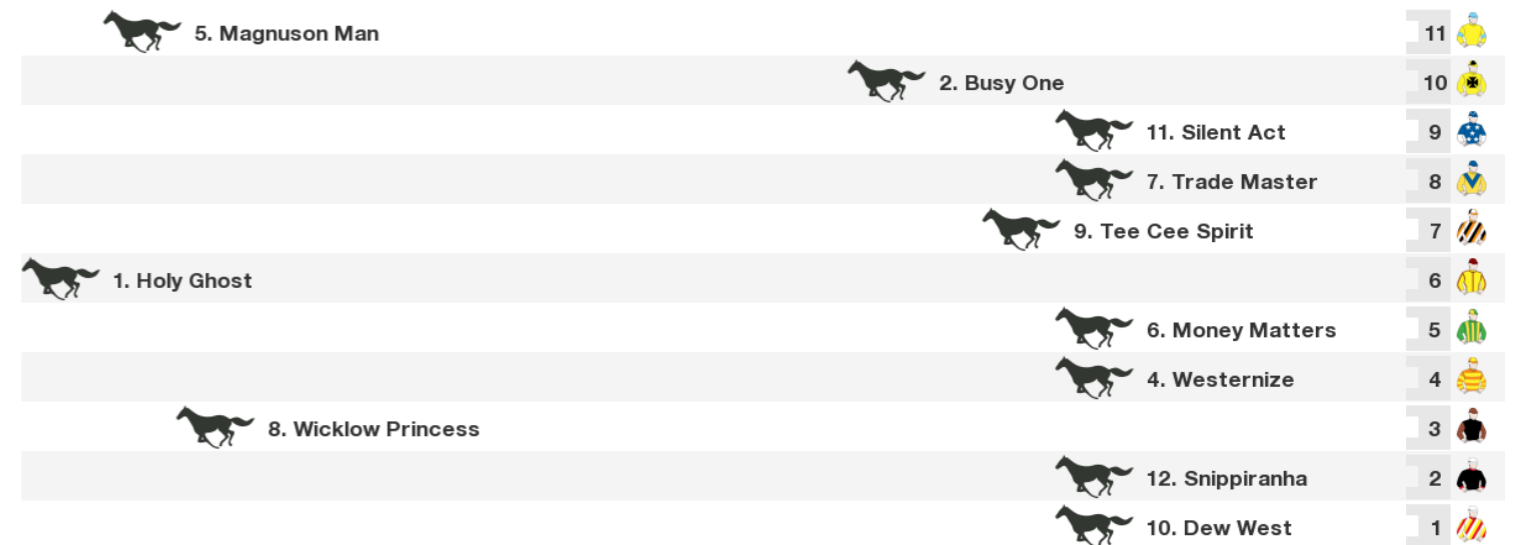 5. Magnuson Man 11
2. Busy One 10
11. Silent Act 9
7. Trade Master 8
9. Tee Cee Spirit 7
1. Holy Ghost 6
6. Money Matters 5
4. Westernize 4
8. Wicklow Princess 3
12. Snippiranha 2
10. Dew West 1